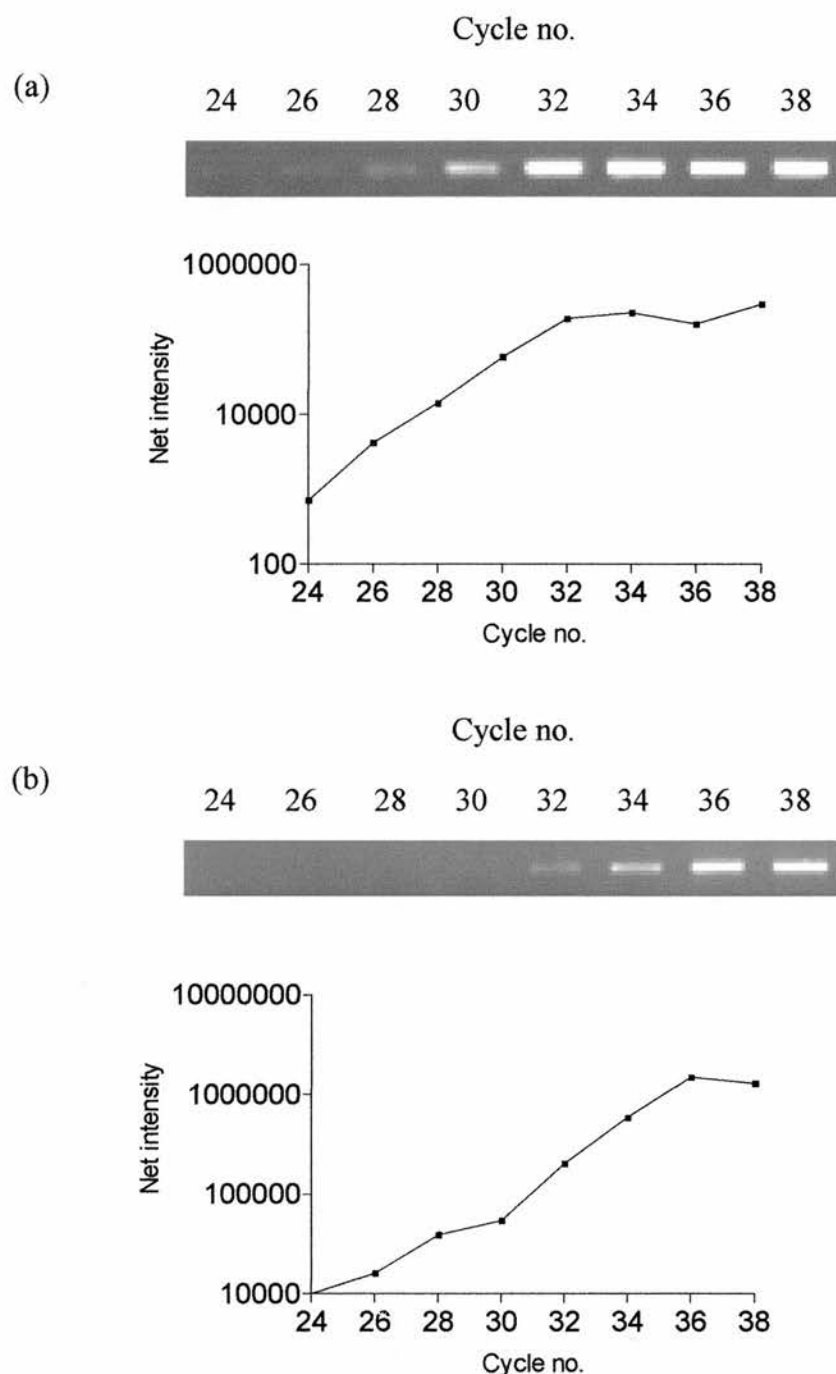 Cycle no.
(a)
24 26 28 30 32 34 36 38
1000000
10000
100
Net intensity
24 26 28 30 32 34 36 38
Cycle no.
Cycle no.
(b)
24 26 28 30 32 34 36 38
10000000
1000000
100000
10000
Net intensity
24 26 28 30 32 34 36 38
Cycle no.